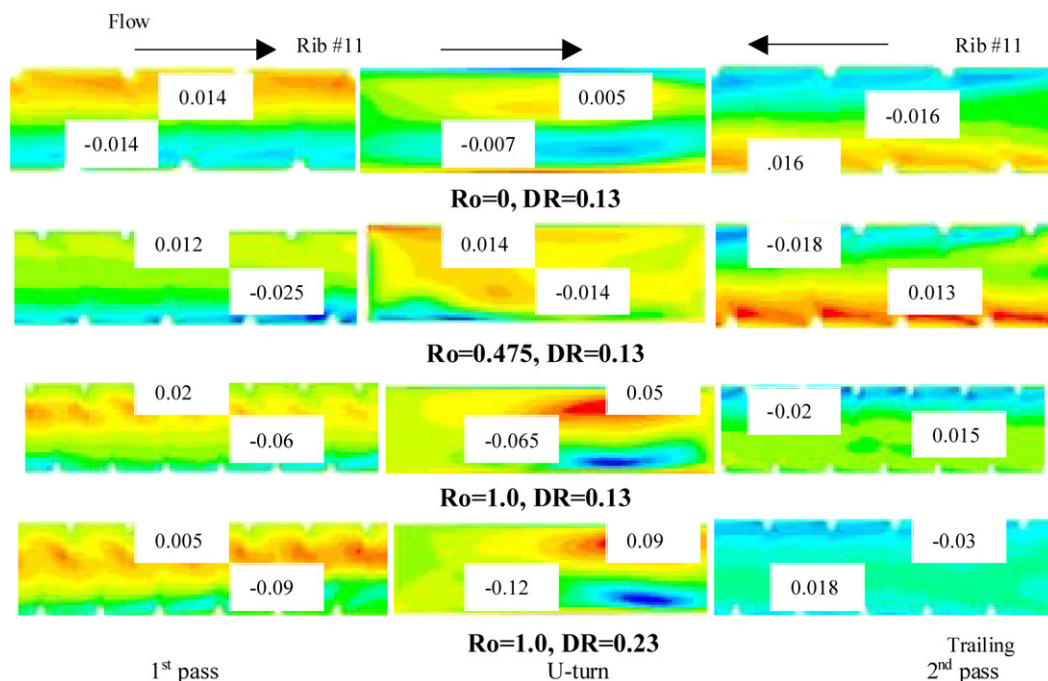 Flow
Rib #11
Rib #11
0.014
0.005
-0.016
-0.014
-0.007
.016
Ro=0, DR=0.13
0.012
0.014
-0.018
-0.025
-0.014
0.013
Ro=0.475, DR=0.13
0.02
0.05
-0.02
-0.06
-0.065
0.015
Ro=1.0, DR=0.13
0.005
0.09
-0.03
-0.09
-0.12
0.018
Ro=1.0, DR=0.23
Trailing
1st pass
U-turn
2nd pass